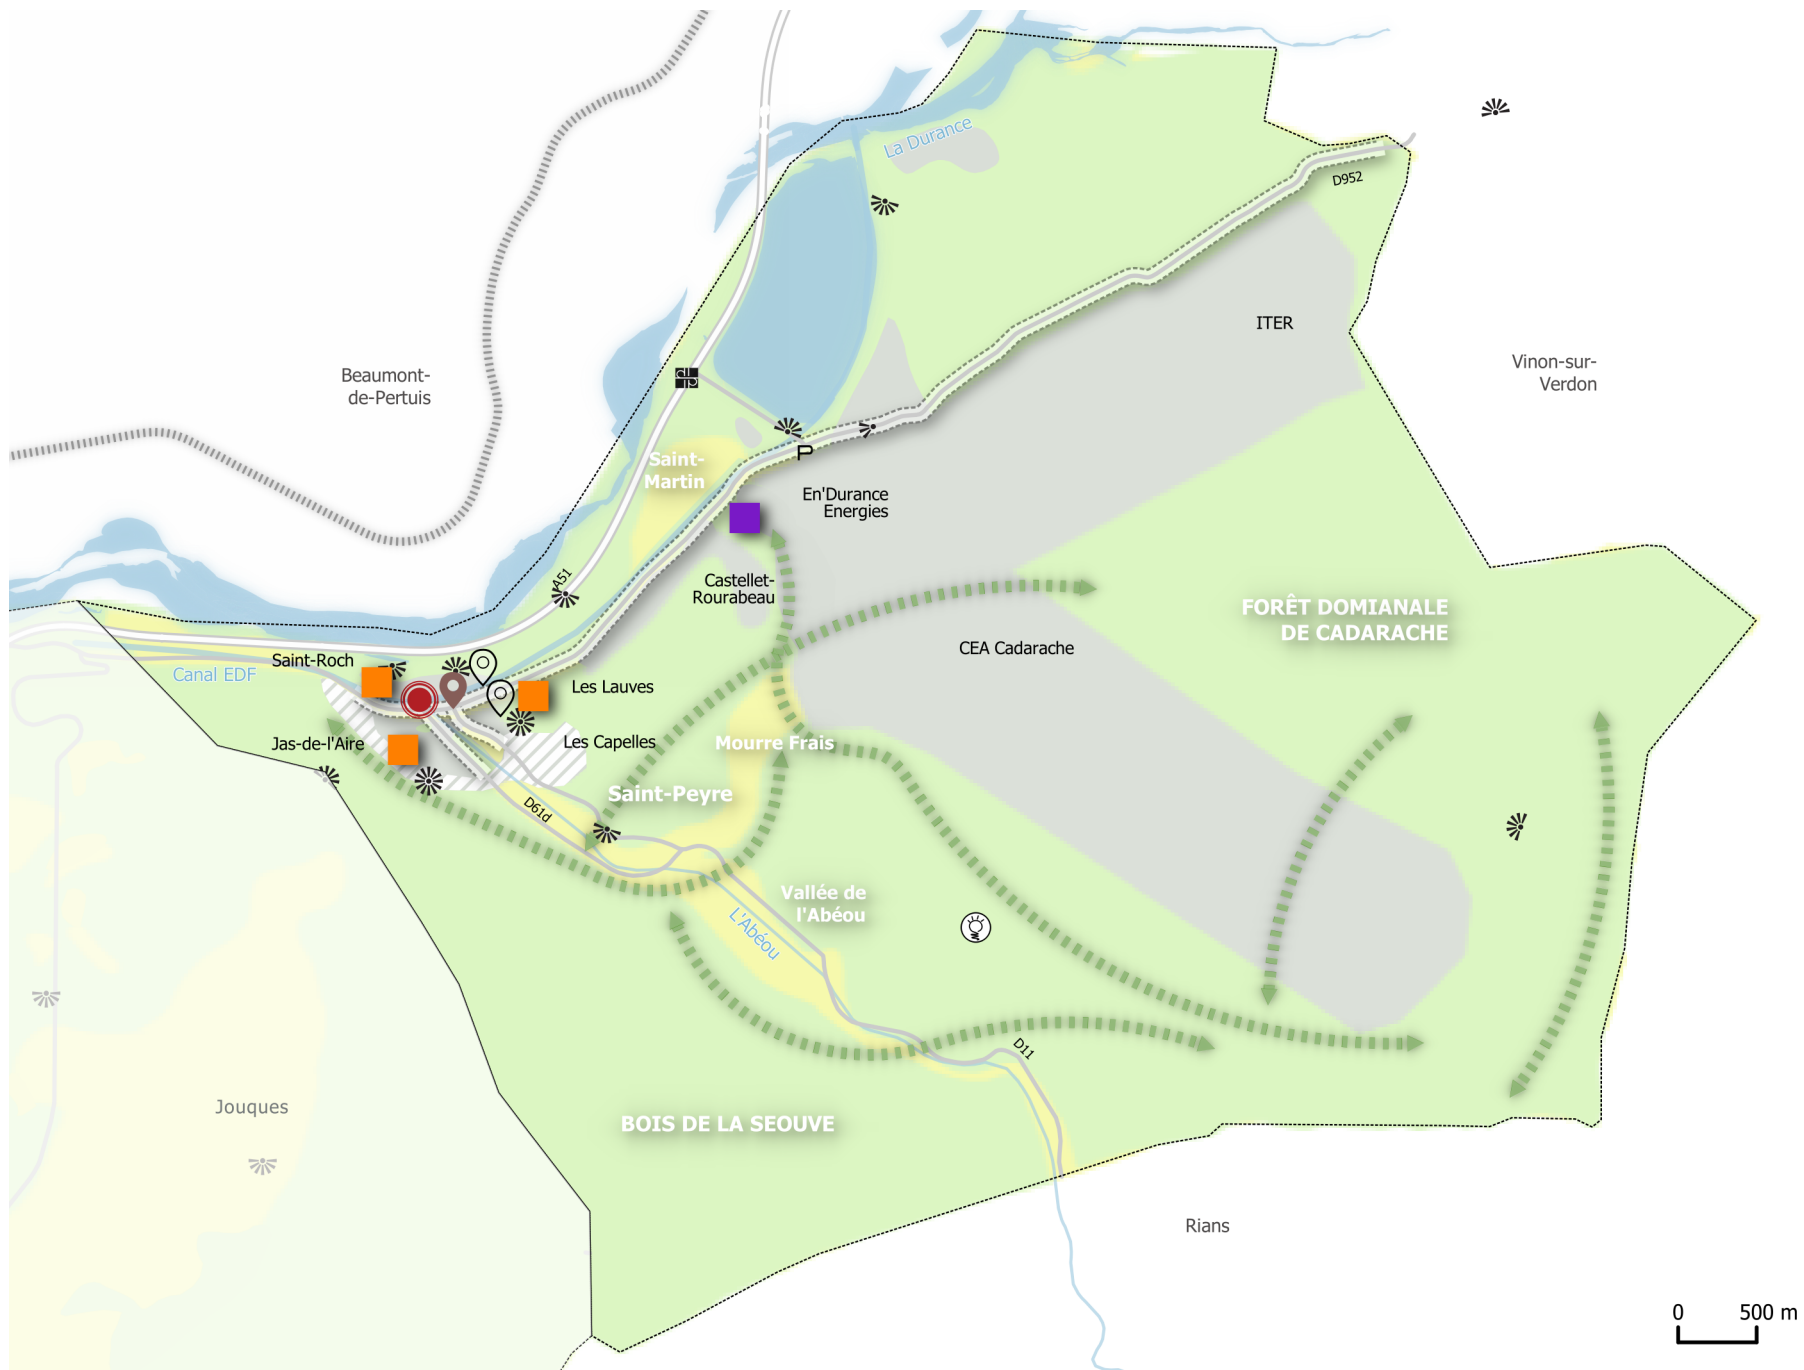 La Durance
D952
ITER
Beaumont-
de-Pertuis
Vinon-sur-
Verdon
Saint-
Martin
P
En'Durance
Energies
A51
Castellet-
Rourabeau
FORÊT DOMIANALE
DE CADARACHE
CEA Cadarache
Saint-Roch
Canal EDF
Les Lauves
Jas-de-l'Aire
Les Capelles
Mourre Frais
Saint-Peyre
D61d
Vallée de
l'Abéou
L'Abéou
D11
Jouques
BOIS DE LA SEOUVE
Rians
0 500 m